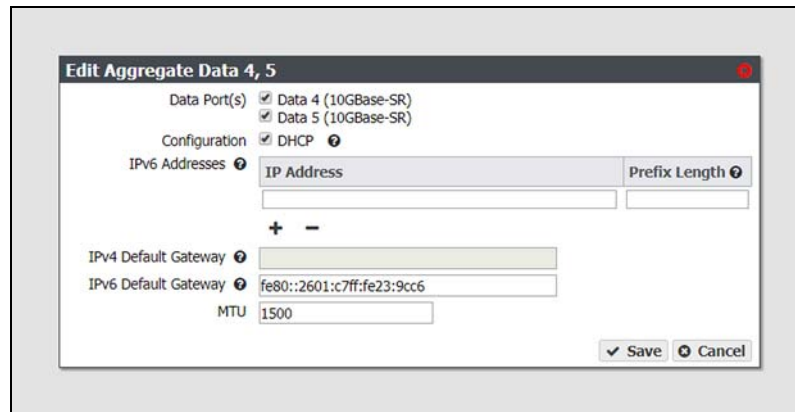 Edit Aggregate Data 4, 5
Data Port(s) Data 4 (10GBase-SR)
Data 5 (10GBase-SR)
Configuration DHCP
IPv6 Addresses IP Address Prefix Length
IPv4 Default Gateway
IPv6 Default Gateway fe80::2601:c7ff:fe23:9cc6
MTU 1500
Save Cancel